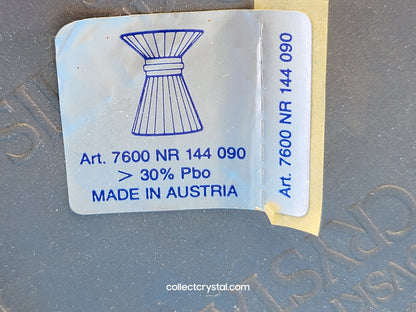 Art. 7600 NR 144 090
> 30% Pbo
MADE IN AUSTRIA
Art. 7600 NR 144 090
collectcrystal.com